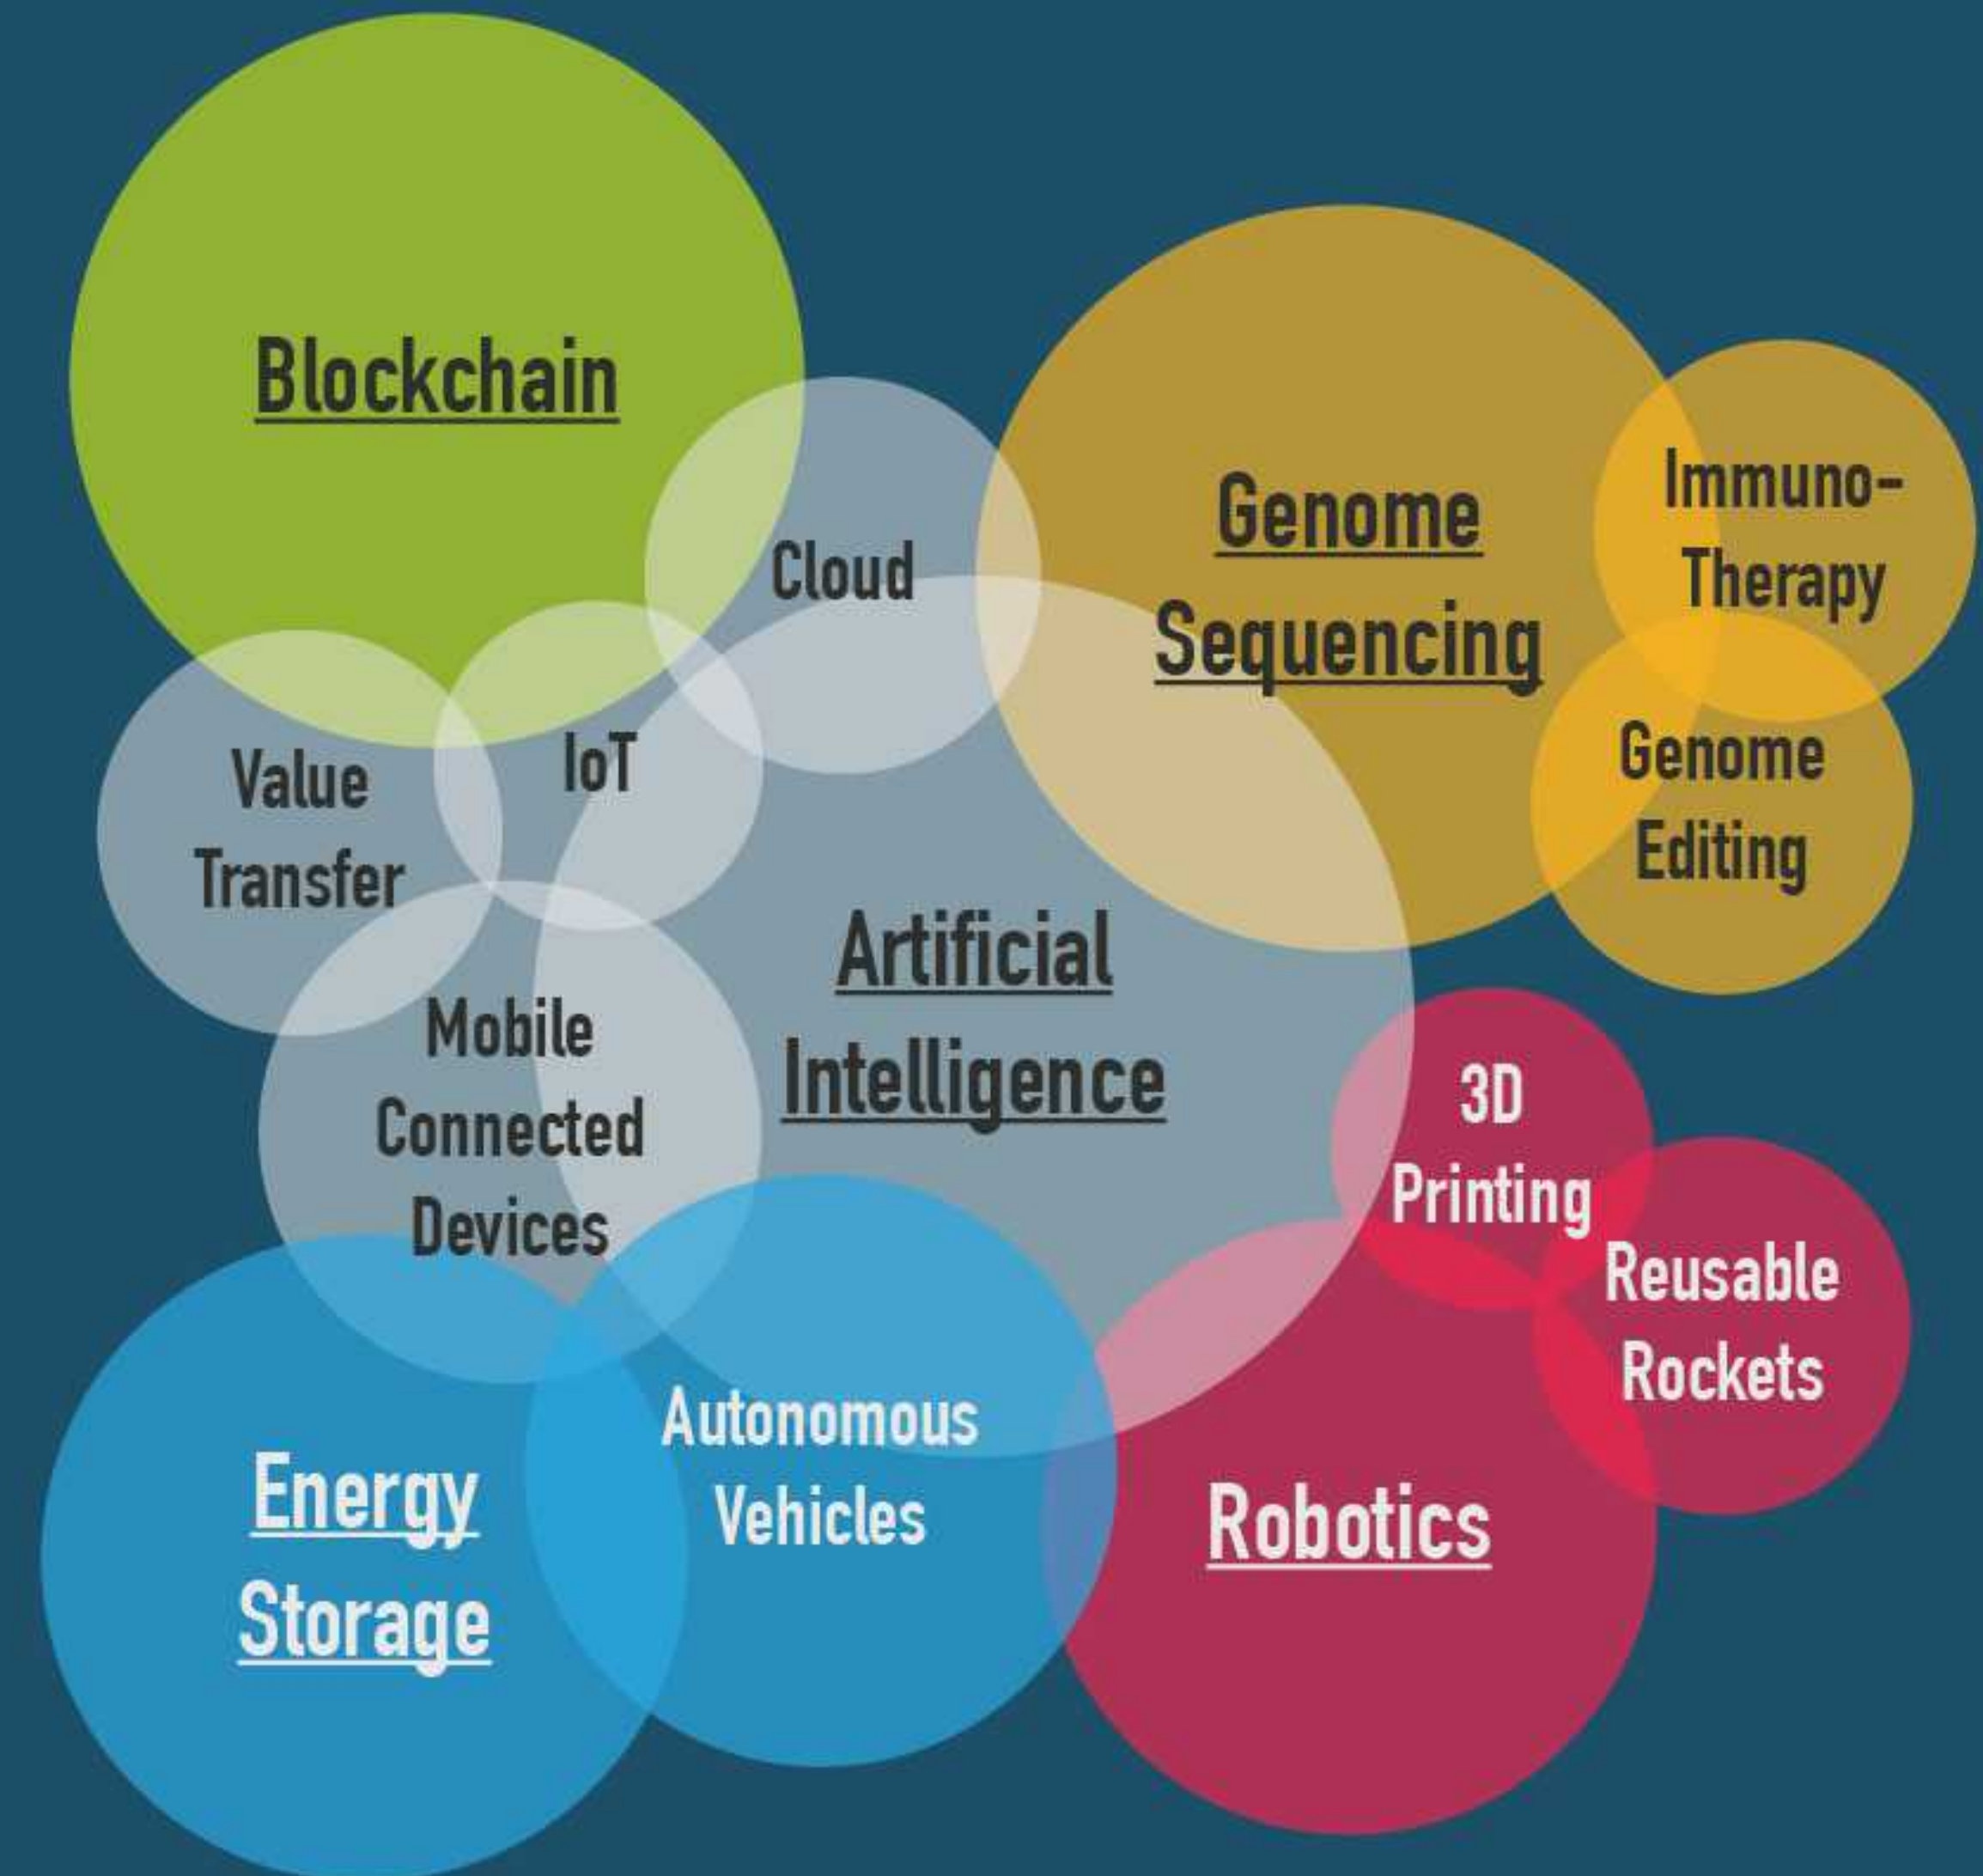 Blockchain
Cloud
Genome
Sequencing
Immuno-
Therapy
Genome
Editing
Value
Transfer
IoT
Artificial
Intelligence
Mobile
Connected
Devices
3D
Printing
Reusable
Rockets
Autonomous
Vehicles
Energy
Storage
Robotics